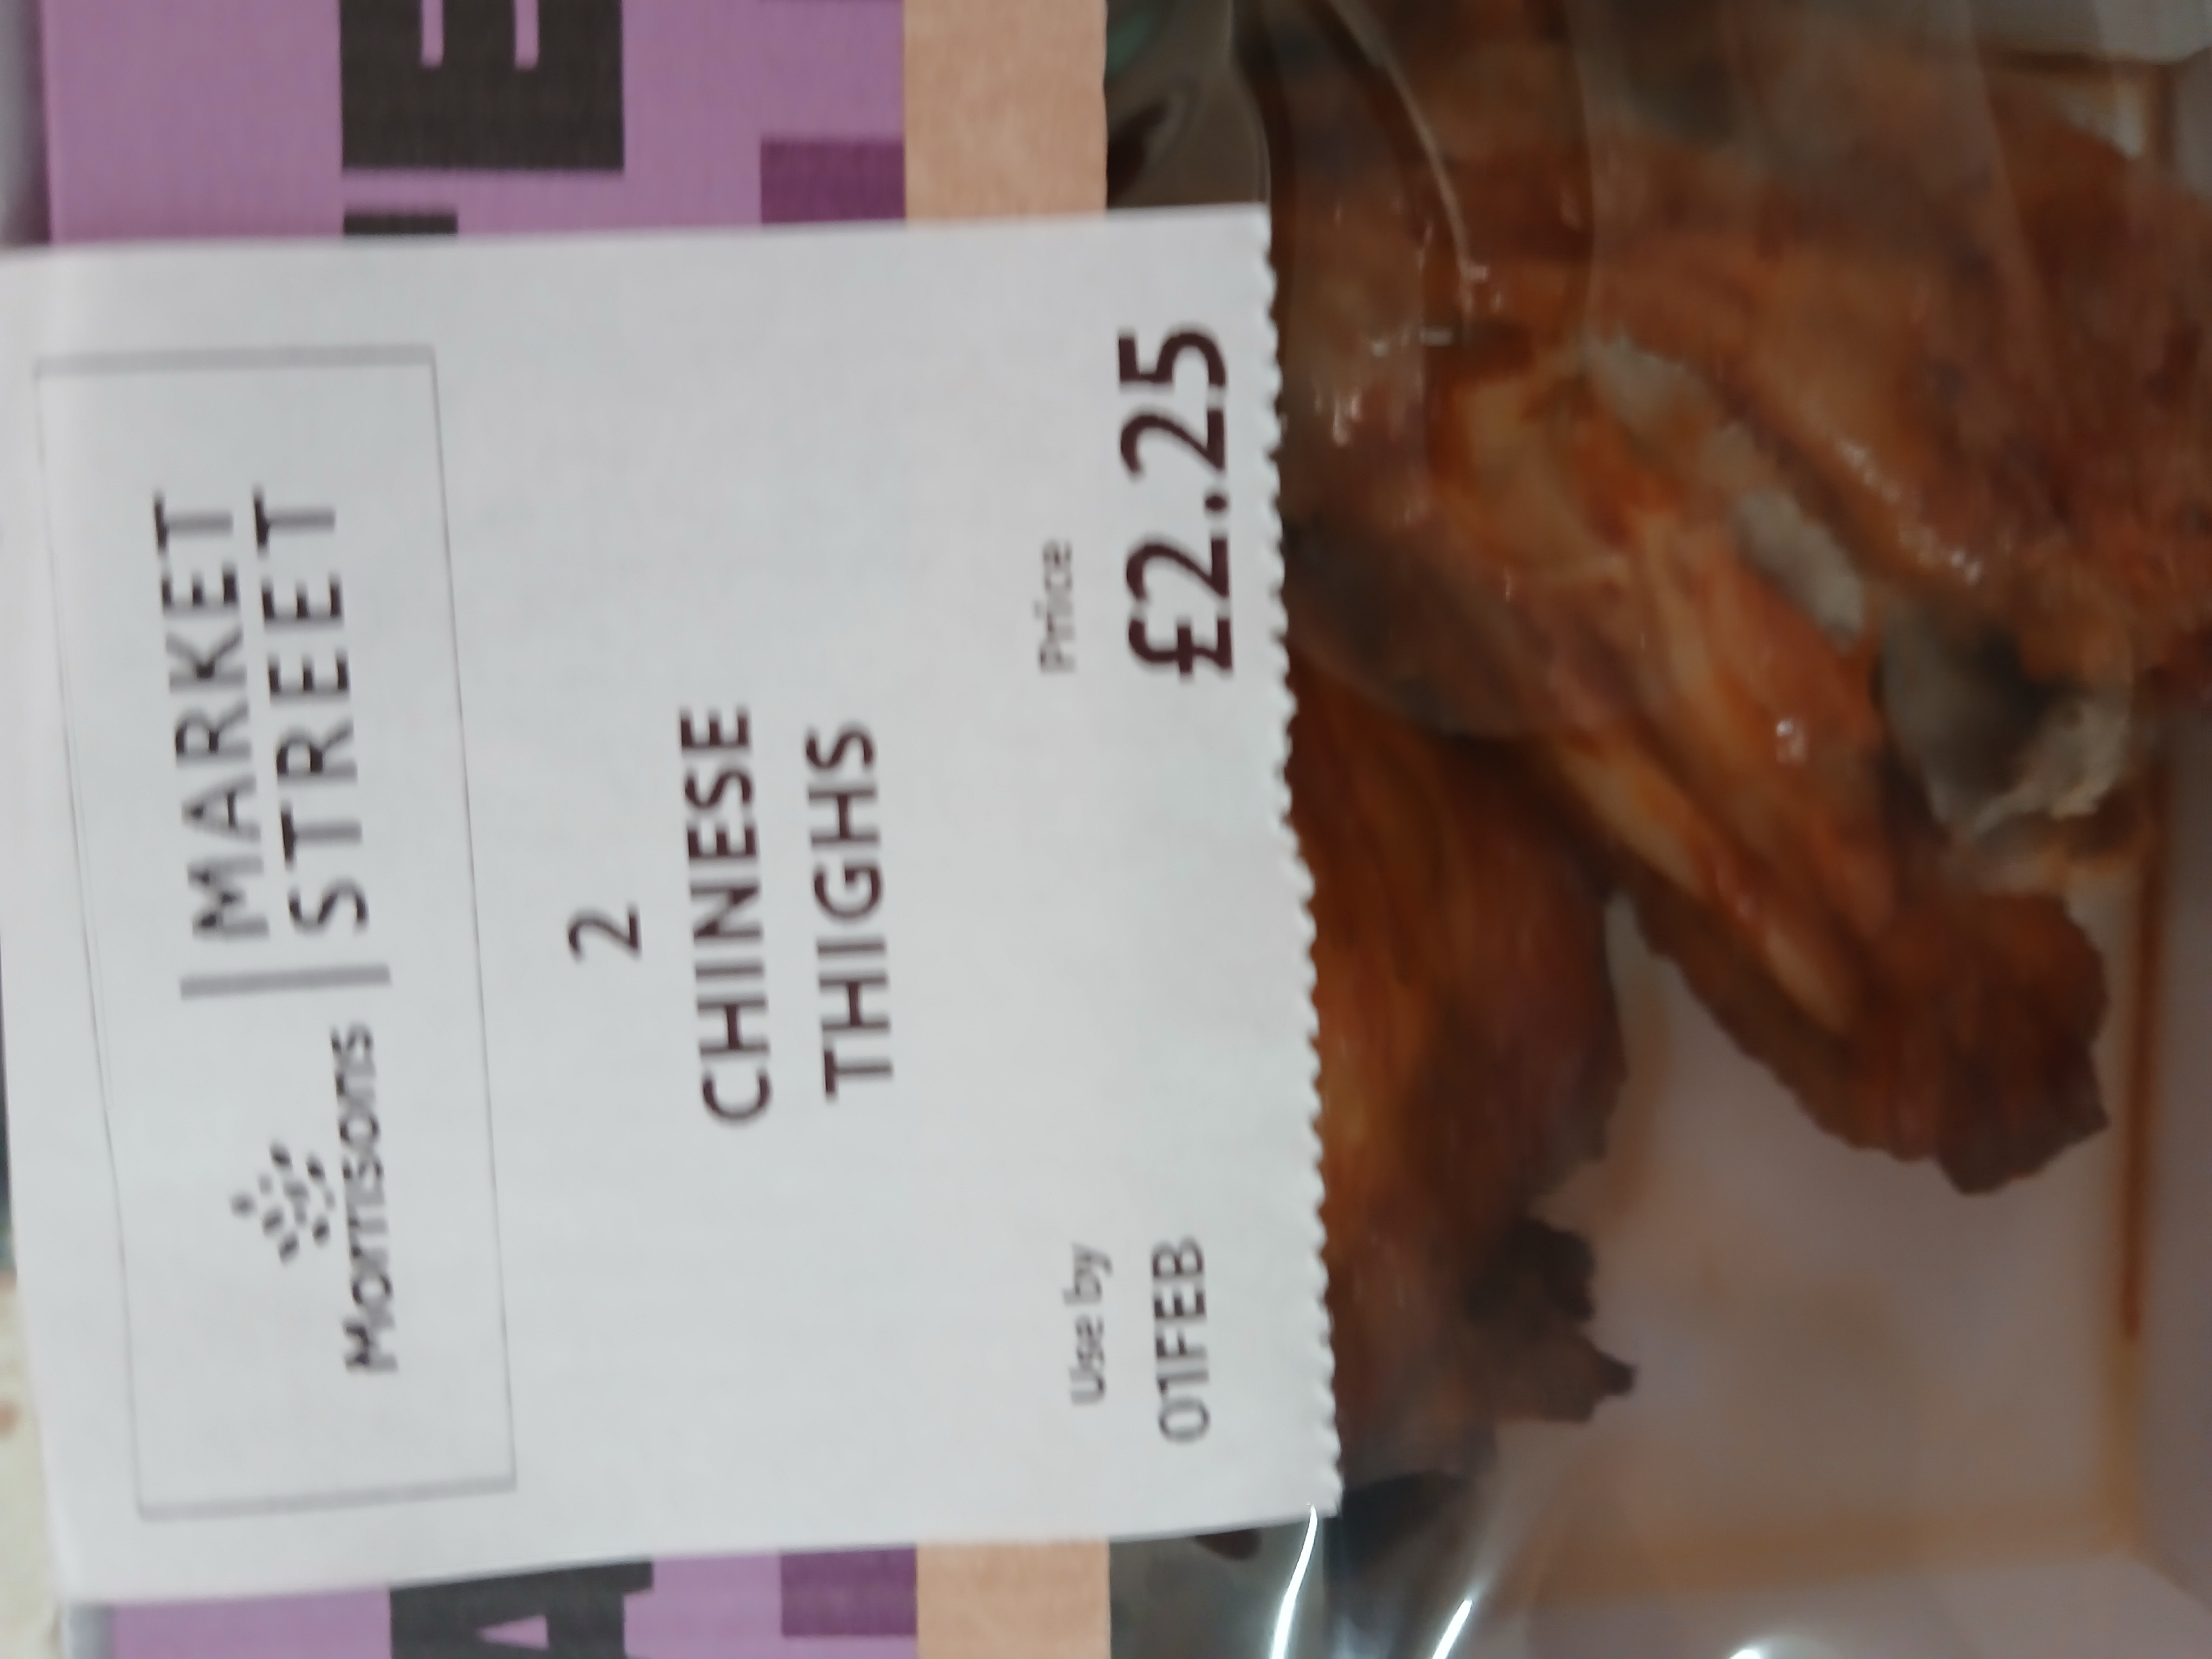 Morrisons
MARKET
STREET
2
CHINESE
THIGHS
Use by
01FEB
Price
£2.25